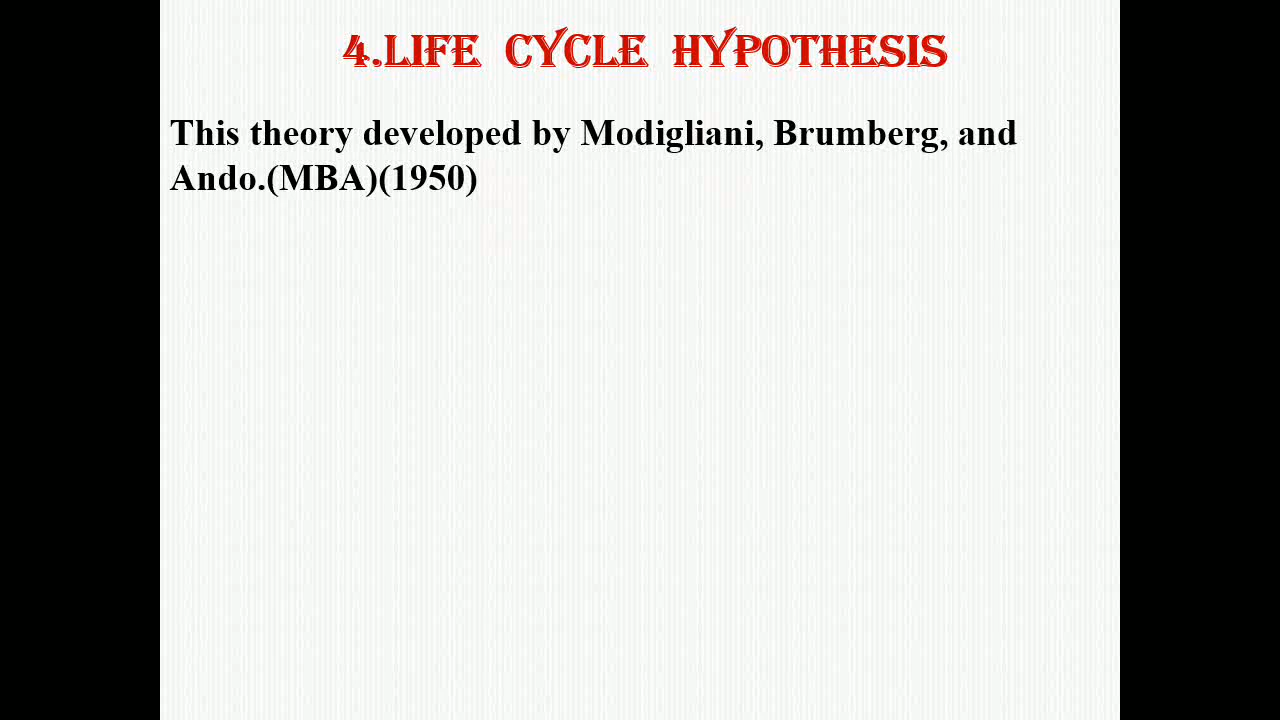 4.LIFE CYCLE HYPOTHESIS
This theory developed by Modigliani, Brumberg, and
Ando.(MBA)(1950)